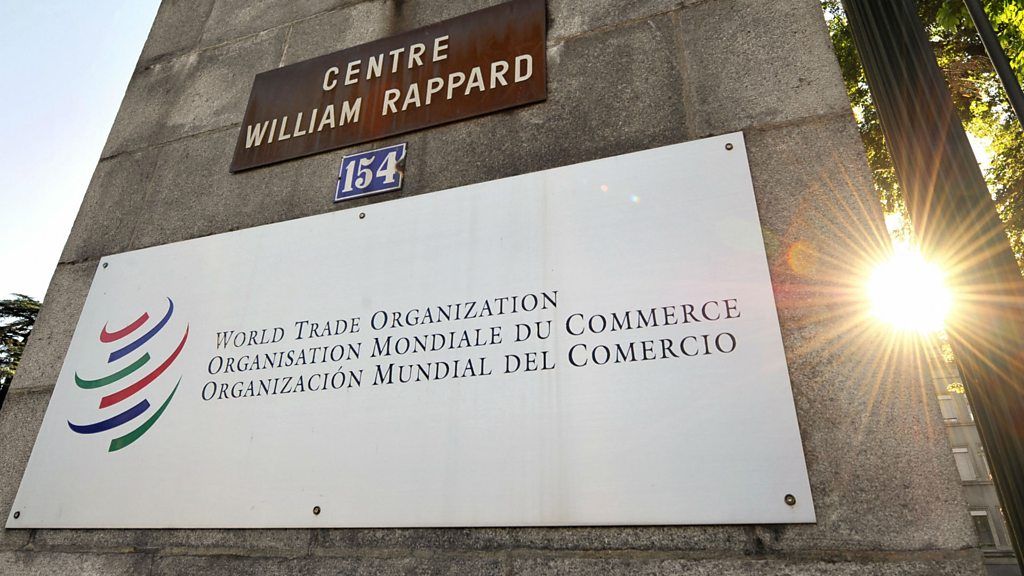 CENTRE
WILLIAM RAPPARD
154
WORLD TRADE ORGANIZATION
ORGANISATION MONDIALE DU COMMERCE
ORGANIZACIÓN MUNDIAL DEL COMERCIO